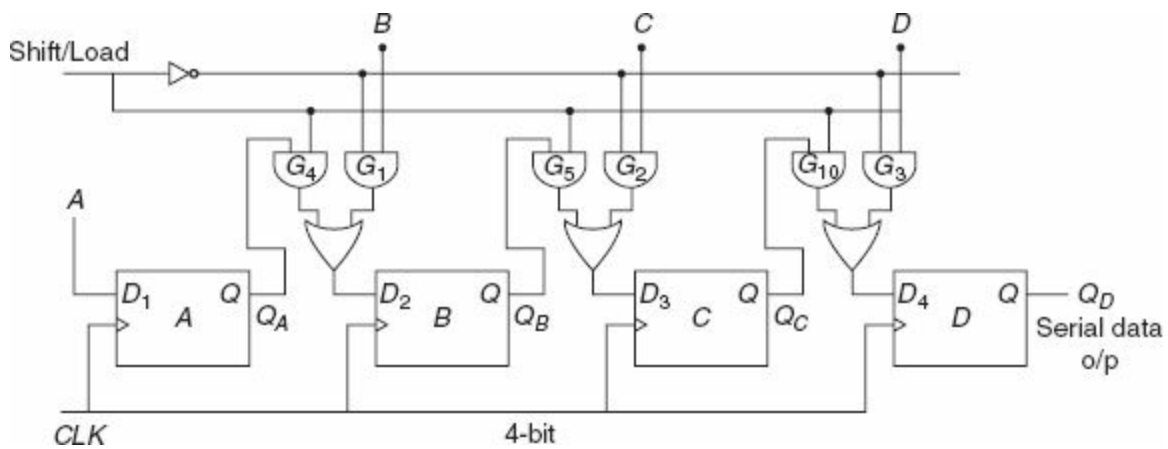 B
C
D
Shift/Load
G4
G1
G5
G2
G10
G3
A
D1
Q
A
QA
D2
Q
B
QB
D3
Q
C
QC
D4
Q
D
QD
Serial data
o/p
CLK
4-bit